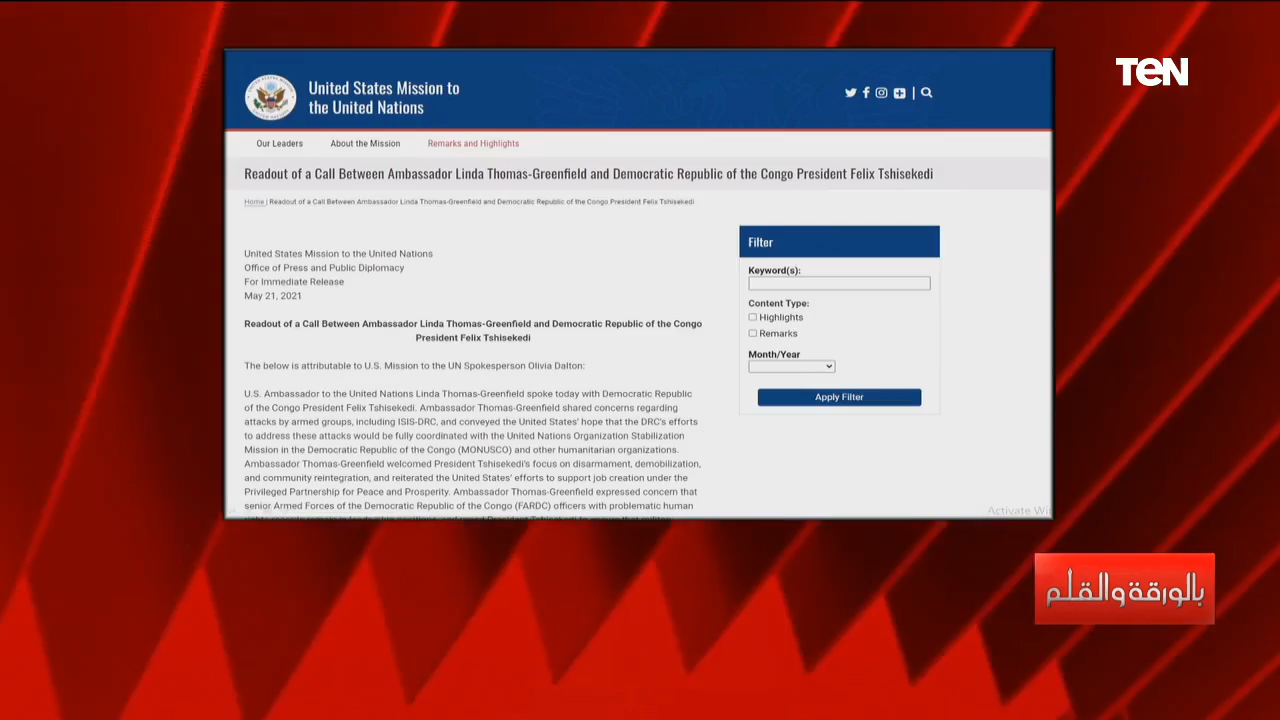 TEN
United States Mission to
the United Nations
Our Leaders About the Mission Remarks and Highlights
Readout of a Call Between Ambassador Linda Thomas-Greenfield and Democratic Republic of the Congo President Felix Tshisekedi
Home | Readout of a Call Between Ambassador Linda Thomas-Greenfield and Democratic Republic of the Congo President Felix Tshisekedi
United States Mission to the United Nations
Office of Press and Public Diplomacy
For Immediate Release
May 21, 2021
Readout of a Call Between Ambassador Linda Thomas-Greenfield and Democratic Republic of the Congo
President Felix Tshisekedi
The below is attributable to U.S. Mission to the UN Spokesperson Olivia Dalton:
U.S. Ambassador to the United Nations Linda Thomas-Greenfield spoke today with Democratic Republic
of the Congo President Felix Tshisekedi. Ambassador Thomas-Greenfield shared concerns regarding
attacks by armed groups, including ISIS-DRC, and conveyed the United States' hope that the DRC's efforts
to address these attacks would be fully coordinated with the United Nations Organization Stabilization
Mission in the Democratic Republic of the Congo (MONUSCO) and other humanitarian organizations.
Ambassador Thomas-Greenfield welcomed President Tshisekedi's focus on disarmament, demobilization,
and community reintegration, and reiterated the United States' efforts to support job creation under the
Privileged Partnership for Peace and Prosperity. Ambassador Thomas-Greenfield expressed concern that
senior Armed Forces of the Democratic Republic of the Congo (FARDC) officers with problematic human
Filter
Keyword(s):
Content Type:
Highlights
Remarks
Month/Year
Apply Filter
Activate Wi
بالورقة والقلم